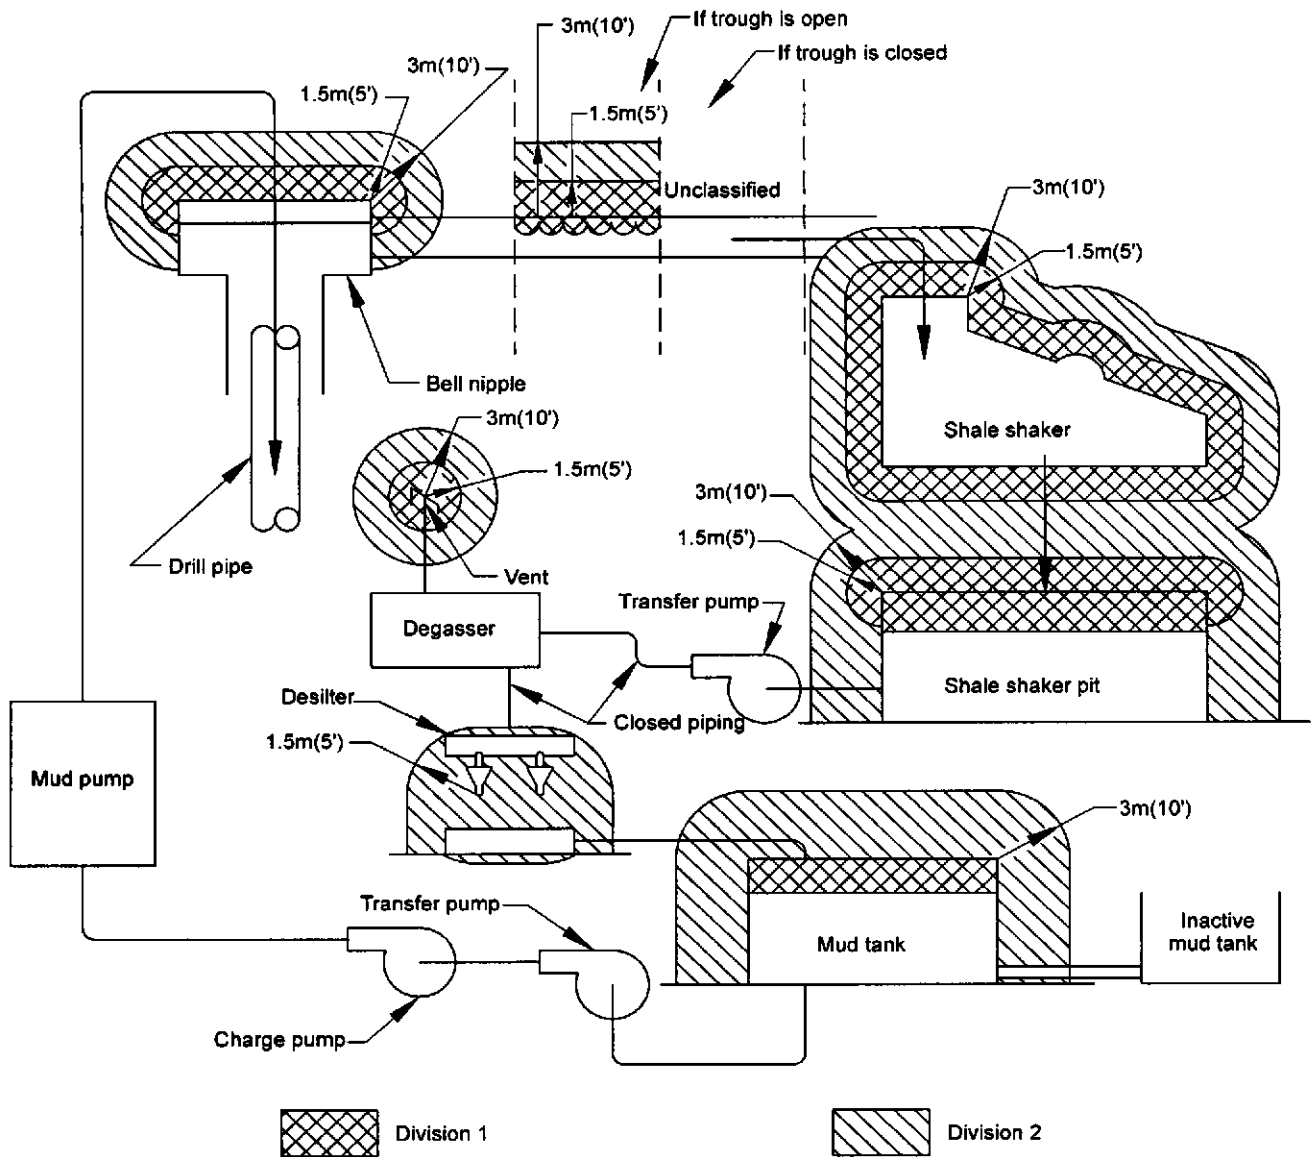 3m(10')
If trough is open
If trough is closed
3m(10')
1.5m(5')
1.5m(5')
Unclassified
3m(10')
1.5m(5')
Bell nipple
3m(10')
Shale shaker
1.5m(5')
3m(10')
1.5m(5')
Drill pipe
Vent
Transfer pump
Degasser
Shale shaker pit
Desilter
Closed piping
1.5m(5')
Mud pump
3m(10')
Transfer pump
Inactive
mud tank
Mud tank
Charge pump
Division 1
Division 2